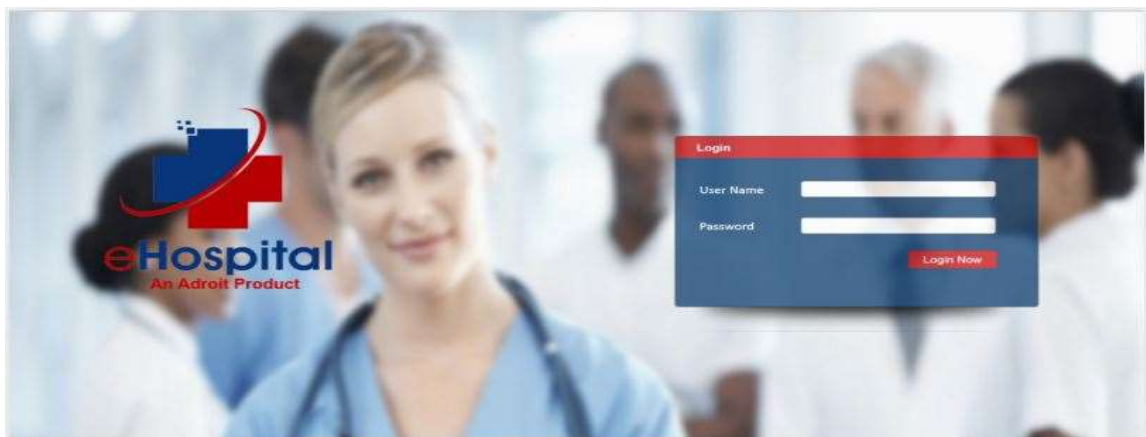 eHospital
An Adroit Product
Login
User Name
Password
Login Now